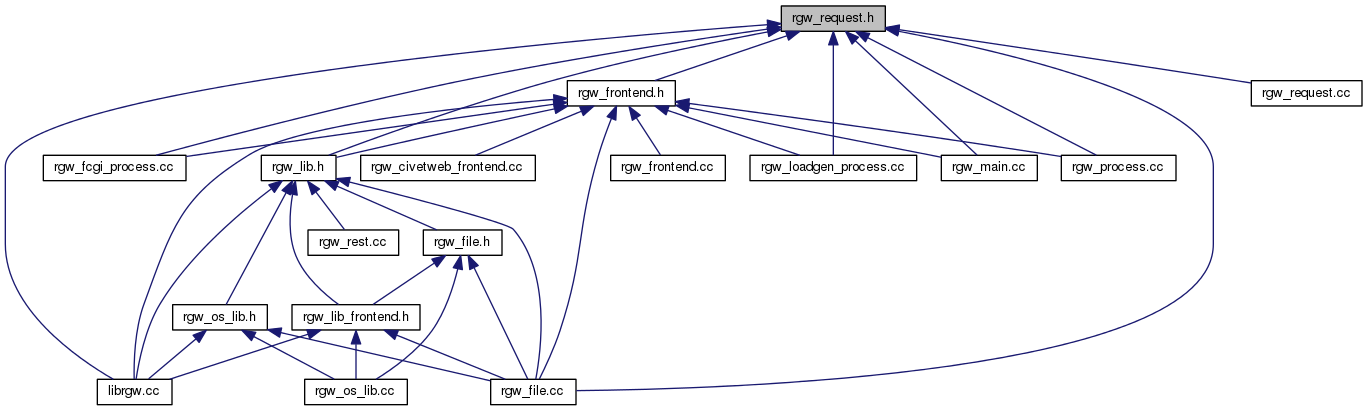 rgw_request.h
rgw_frontend.h
rgw_request.cc
rgw_fcgi_process.cc
rgw_lib.h
rgw_civetweb_frontend.cc
rgw_frontend.cc
rgw_loadgen_process.cc
rgw_main.cc
rgw_process.cc
rgw_rest.cc
rgw_file.h
rgw_os_lib.h
rgw_lib_frontend.h
librgw.cc
rgw_os_lib.cc
rgw_file.cc